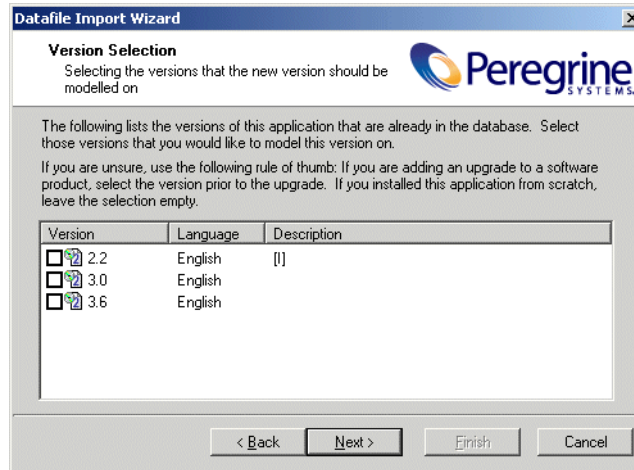 Datafile Import Wizard
Version Selection
Selecting the versions that the new version should be
modelled on
Peregrine
SYSTEMS
The following lists the versions of this application that are already in the database. Select
those versions that you would like to model this version on.
If you are unsure, use the following rule of thumb: If you are adding an upgrade to a software
product, select the version prior to the upgrade. If you installed this application from scratch,
leave the selection empty.
Version Language Description
2.2 English [I]
3.0 English
3.6 English
< Back Next > Finish Cancel